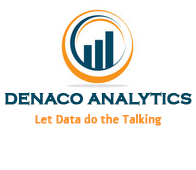 DENACO ANALYTICS
Let Data do the Talking